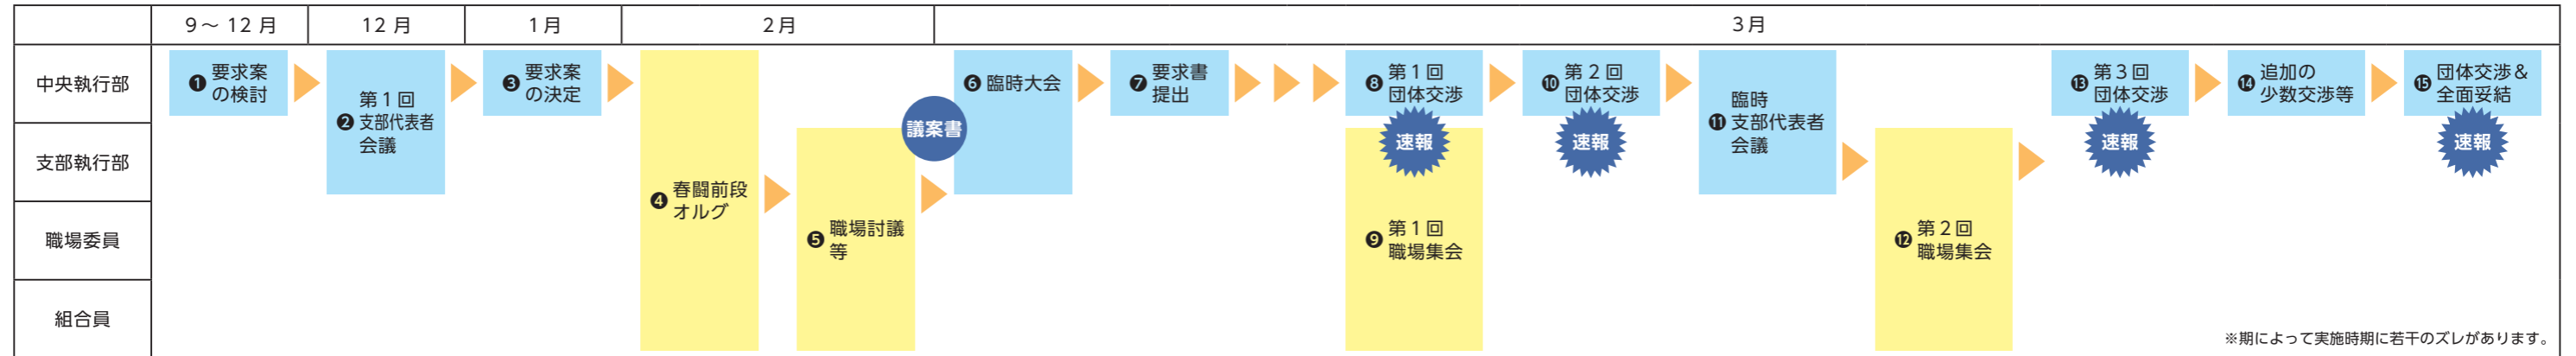 9～12月
12月
1月
2月
3月
中央執行部
支部執行部
職場委員
組合員
❶ 要求案
の検討
第1回
❷ 支部代表者
会議
❸ 要求案
の決定
❹ 春闘前段
オルグ
❺ 職場討議
等
議案書
❻ 臨時大会
❼ 要求書
提出
❽ 第1回
団体交渉
速報
❾ 第1回
職場集会
❿ 第2回
団体交渉
速報
臨時
⓫ 支部代表者
会議
⓬ 第2回
職場集会
⓭ 第3回
団体交渉
速報
⓮ 追加の
少数交渉等
⓯ 団体交渉＆
全面妥結
速報
※期によって実施時期に若干のズレがあります。